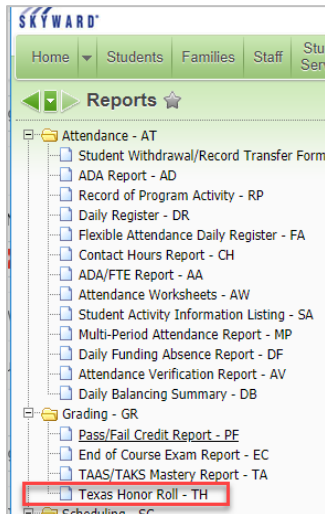 SKYWARD®
Home Students Families Staff
Reports
Attendance - AT
Student Withdrawal/Record Transfer Form
ADA Report - AD
Record of Program Activity - RP
Daily Register - DR
Flexible Attendance Daily Register - FA
Contact Hours Report - CH
ADA/FTE Report - AA
Attendance Worksheets - AW
Student Activity Information Listing - SA
Multi-Period Attendance Report - MP
Daily Funding Absence Report - DF
Attendance Verification Report - AV
Daily Balancing Summary - DB
Grading - GR
Pass/Fail Credit Report - PF
End of Course Exam Report - EC
TAAS/TAKS Mastery Report - TA
Texas Honor Roll - TH
Scheduling - SC